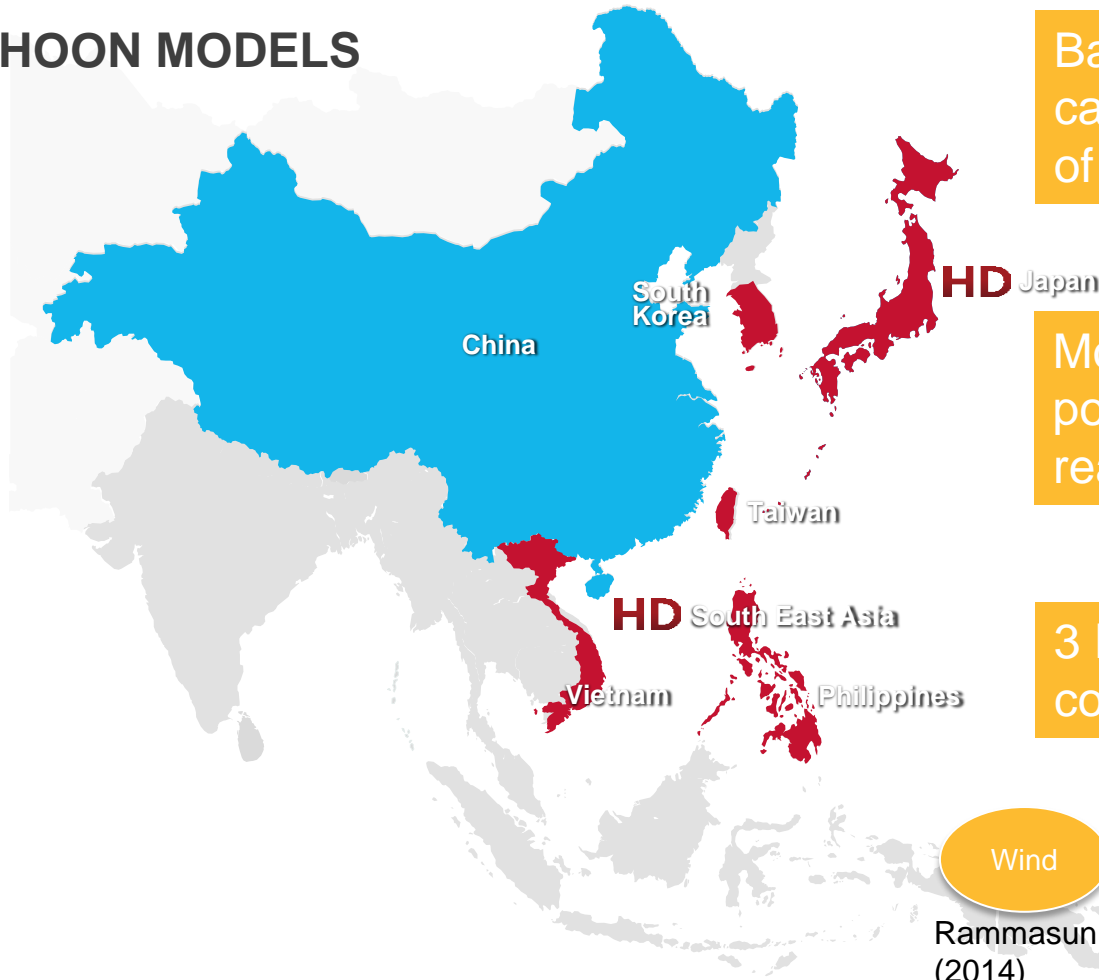 HOON MODELS
Ba
ca
of
HD Japan
South
Korea
China
Me
po
rea
Taiwan
HD South East Asia
3
co
Vietnam
Philippines
Wind
Rammasun
(2014)